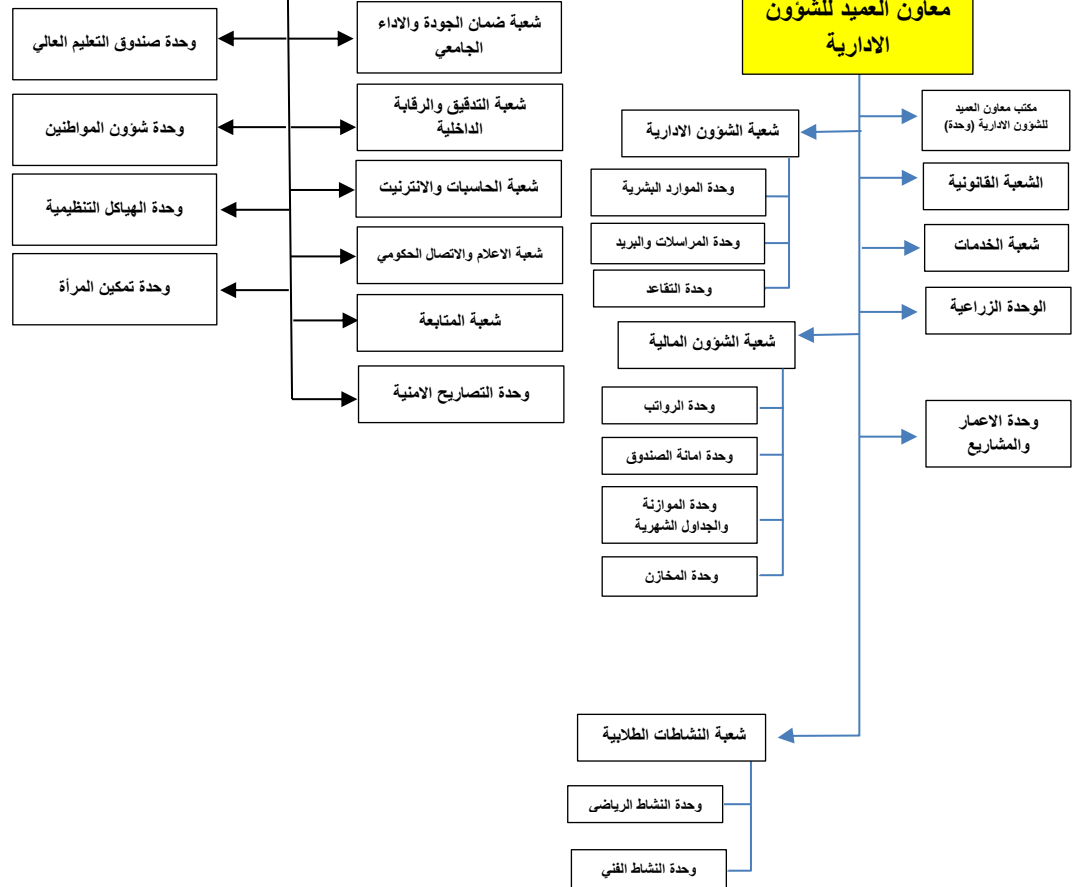 معاون العميد للشؤون
الادارية
مكتب معاون العميد
للشؤون الادارية (وحدة)
الشعبة القانونية
شعبة الخدمات
الوحدة الزراعية
وحدة الاعمار
والمشاريع
شعبة الشؤون الادارية
وحدة الموارد البشرية
وحدة المراسلات والبريد
وحدة التقاعد
شعبة الشؤون المالية
وحدة الرواتب
وحدة امانة الصندوق
وحدة الموازنة
والجداول الشهرية
وحدة المخازن
شعبة النشاطات الطلابية
وحدة النشاط الرياضي
وحدة النشاط الفني
شعبة ضمان الجودة والاداء
الجامعي
شعبة التدقيق والرقابة
الداخلية
شعبة الحاسبات والانترنيت
شعبة الاعلام والاتصال الحكومي
شعبة المتابعة
وحدة التصاريح الامنية
وحدة صندوق التعليم العالي
وحدة شؤون المواطنين
وحدة الهياكل التنظيمية
وحدة تمكين المرأة